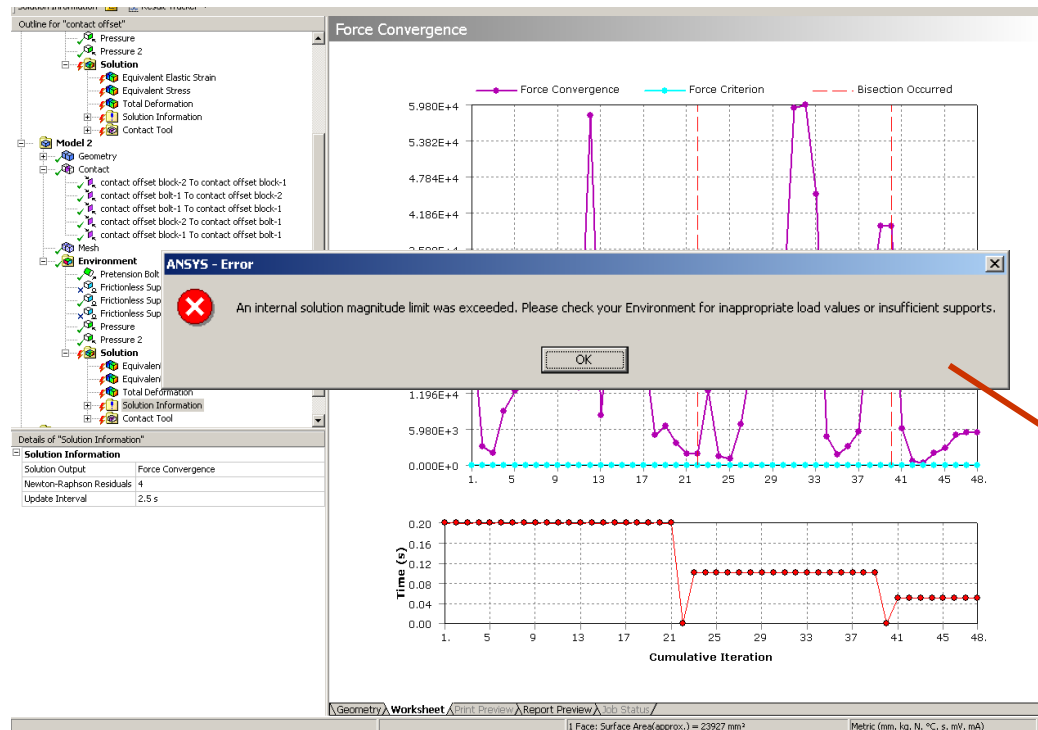 Solution Information Result Tracker
Outline for "contact offset"
Pressure
Pressure 2
Solution
Equivalent Elastic Strain
Equivalent Stress
Total Deformation
Solution Information
Contact Tool
Model 2
Geometry
Contact
contact offset block-2 To contact offset block-1
contact offset bolt-1 To contact offset block-2
contact offset bolt-1 To contact offset block-1
contact offset block-2 To contact offset bolt-1
contact offset block-1 To contact offset bolt-1
Mesh
Environment
Pretension Bolt
Frictionless Sup
Frictionless Sup
Frictionless Sup
Pressure
Pressure 2
Solution
Equivalen
Equivalen
Total Deformation
Solution Information
Contact Tool
Details of "Solution Information"
Solution Information
Solution Output Force Convergence
Newton-Raphson Residuals 4
Update Interval 2.5 s
Force Convergence
Force Convergence Force Criterion Bisection Occurred
5.980E+4
5.382E+4
4.784E+4
4.186E+4
ANSYS - Error
An internal solution magnitude limit was exceeded. Please check your Environment for inappropriate load values or insufficient supports.
OK
1.196E+4
5.980E+3
0.000E+0
1. 5 9 13 17 21 25 29 33 37 41 45 48.
0.20
0.16
0.12
0.08
0.04
0.00
Time (s)
1. 5 9 13 17 21 25 29 33 37 41 45 48.
Cumulative Iteration
Geometry Worksheet Print Preview Report Preview Job Status
1 Face: Surface Area(approx.) = 23927 mm² Metric (mm, kg, N, °C, s, mV, mA)